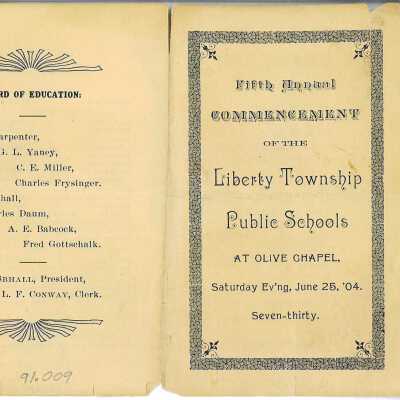 RD OF EDUCATION:
arpenter,
G. L. Yaney,
C. E. Miller,
Charles Frysinger.
hall,
les Daum,
A. E. Babcock,
Fred Gottschalk.
RHALL, President,
L. F. Conway, Clerk.
91.009
Fifth Annual
COMMENCEMENT
OF THE
Liberty Township
Public Schools
AT OLIVE CHAPEL,
Saturday Ev'ng, June 25, '04.
Seven-thirty.